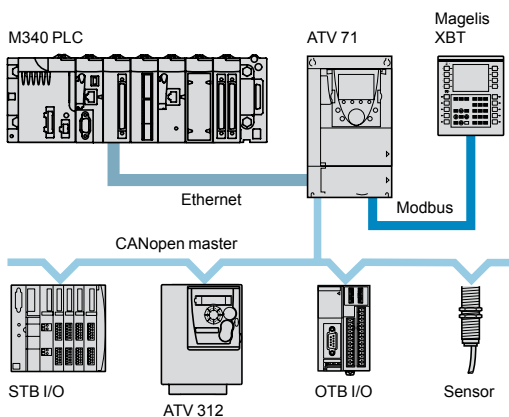 M340 PLC
ATV 71
Magelis
XBT
Ethernet
Modbus
CANopen master
STB I/O
ATV 312
OTB I/O
Sensor